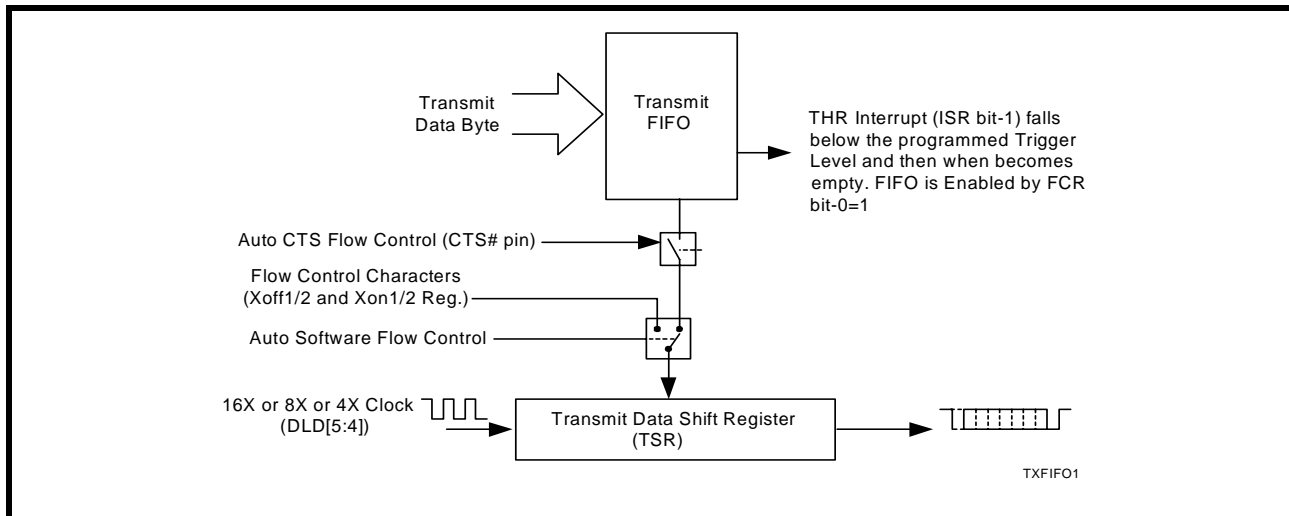 Transmit
Data Byte
Transmit
FIFO
THR Interrupt (ISR bit-1) falls
below the programmed Trigger
Level and then when becomes
empty. FIFO is Enabled by FCR
bit-0=1
Auto CTS Flow Control (CTS# pin)
Flow Control Characters
(Xoff1/2 and Xon1/2 Reg.)
Auto Software Flow Control
16X or 8X or 4X Clock
(DLD[5:4])
Transmit Data Shift Register
(TSR)
TXFIFO1